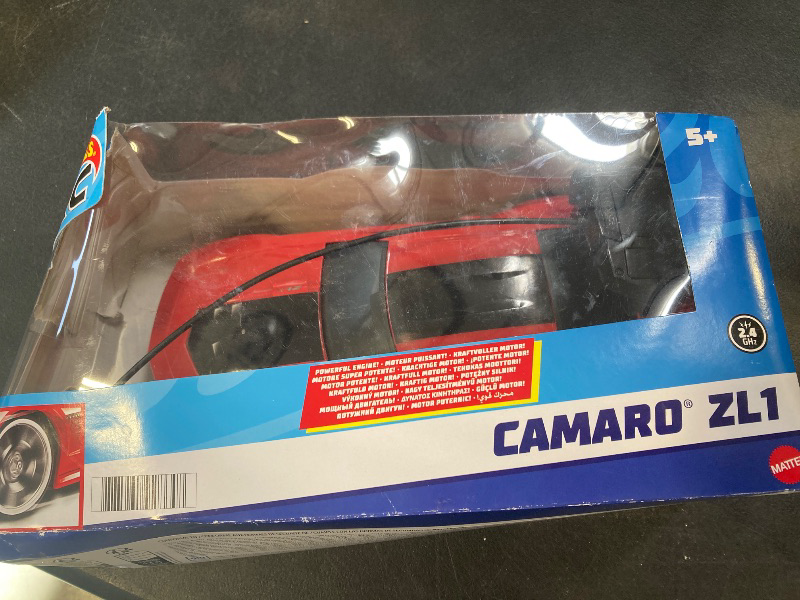 S.
5+
2.4
GHz
POWERFUL ENGINE! • MOTEUR PUISSANT! • KRAFTVOLLER MOTOR!
MOTORE SUPER POTENTE! • KRACHTIGE MOTOR! • ¡POTENTE MOTOR!
MOTOR POTENTE! • KRAFTFULL MOTOR! • TEHOKAS MOOTTORI!
KRAFTFULD MOTOR! • KRAFTIG MOTOR! • POTĘŻNY SILNIK!
VÝKONNÝ MOTOR! • NAGY TELJESÍTMÉNYŰ MOTOR!
МОЩНЫЙ ДВИГАТЕЛЬ! • ΔΥΝΑΤΟΣ ΚΙΝΗΤΗΡΑΣ! • GÜÇLÜ MOTOR!
ПОТУЖНИЙ ДВИГУН! • MOTOR PUTERNIC! • محرك قوي!
CAMARO® ZL1
MATTE